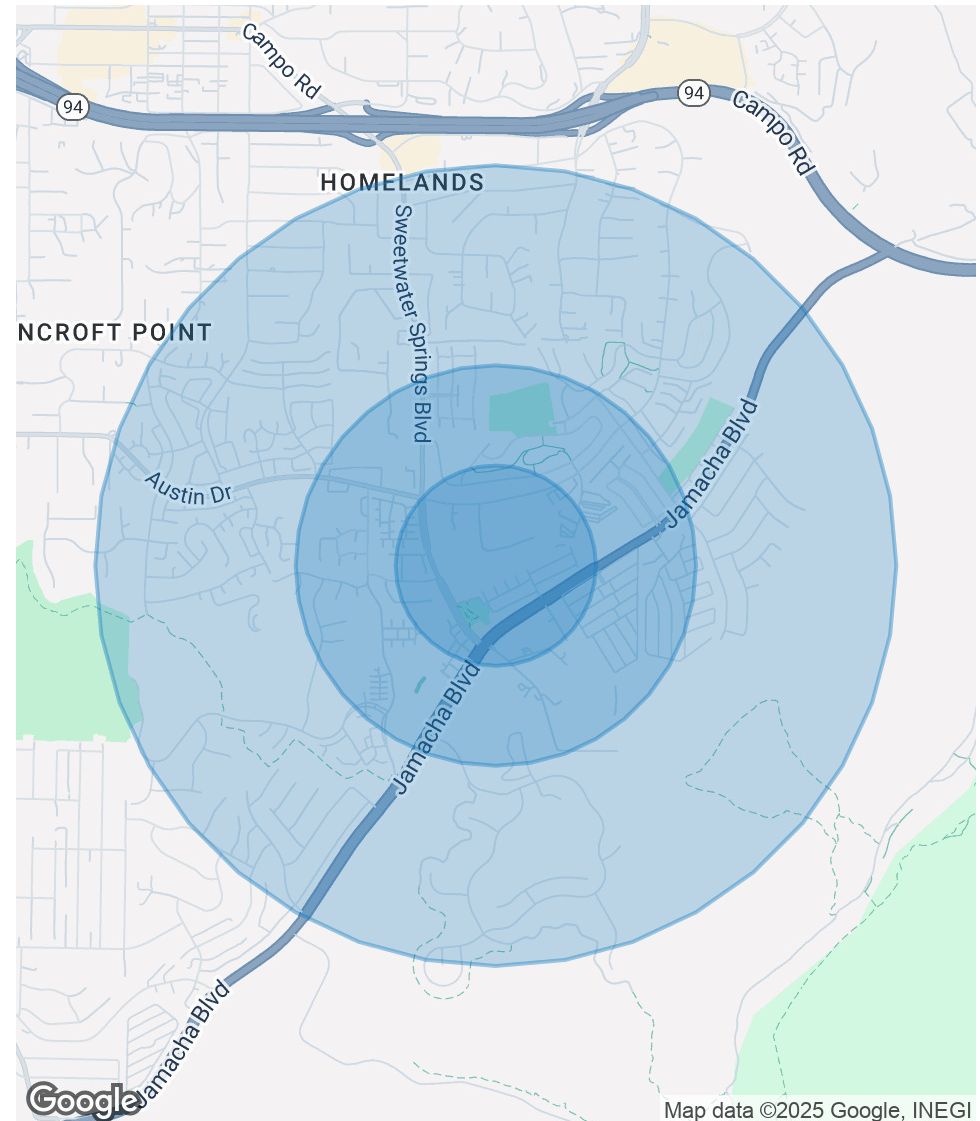 Campo Rd
94
94
Campo Rd
HOMELANDS
Sweetwater Springs Blvd
NCROFT POINT
Jamacha Blvd
Austin Dr
Jamacha Blvd
Jamacha Blvd
Google
Map data ©2025 Google, INEGI